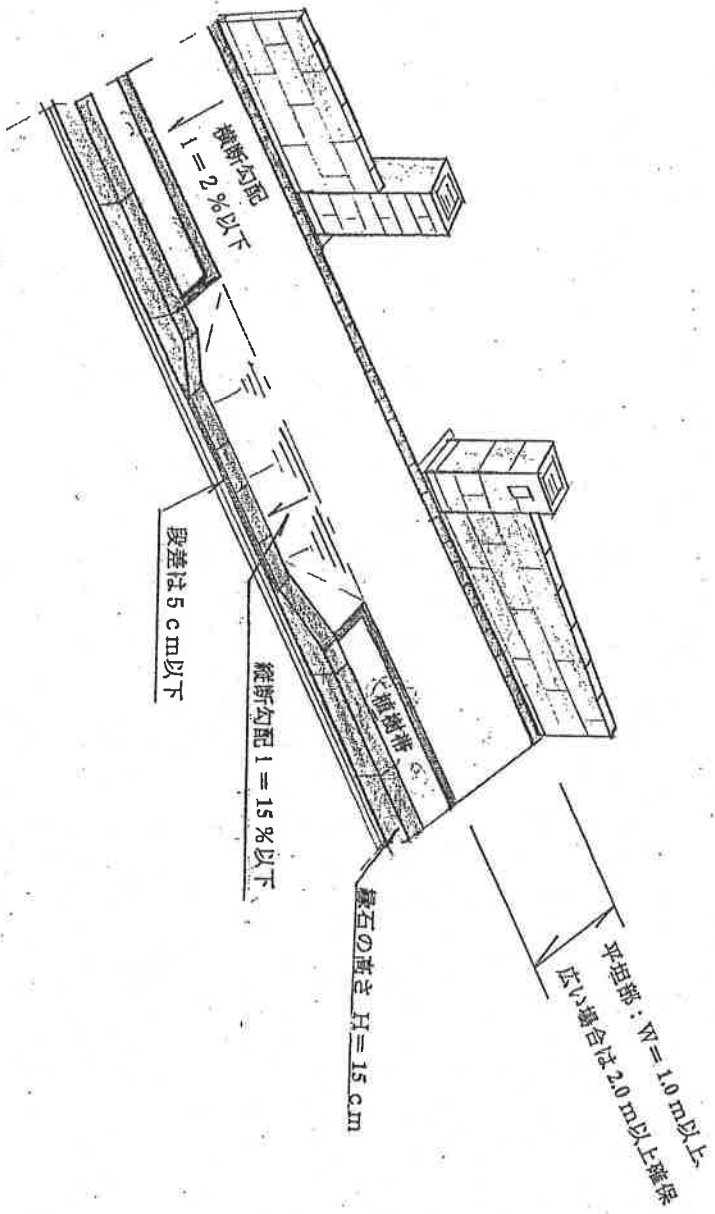 横断勾配
i＝2％以下
段差は5cm以下
縦断勾配 i＝15％以下
植樹帯
縁石の高さ H＝15cm
平坦部：W＝1.0m以上、
広い場合は2.0m以上確保